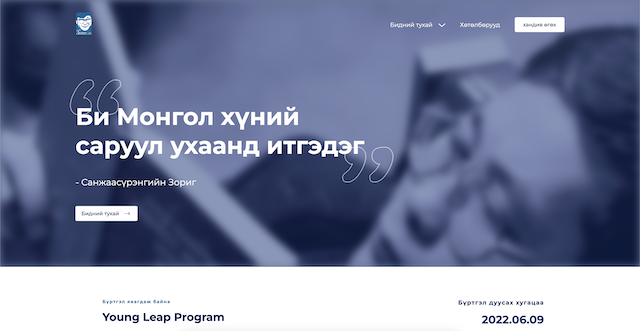 Бидний тухай
Хөтөлбөрүүд
хандив өгөх
Би Монгол хүний
саруул ухаанд итгэдэг
- Санжаасүрэнгийн Зориг
Бидний тухай
Бүртгэл явагдаж байна
Young Leap Program
Бүртгэл дуусах хугацаа
2022.06.09